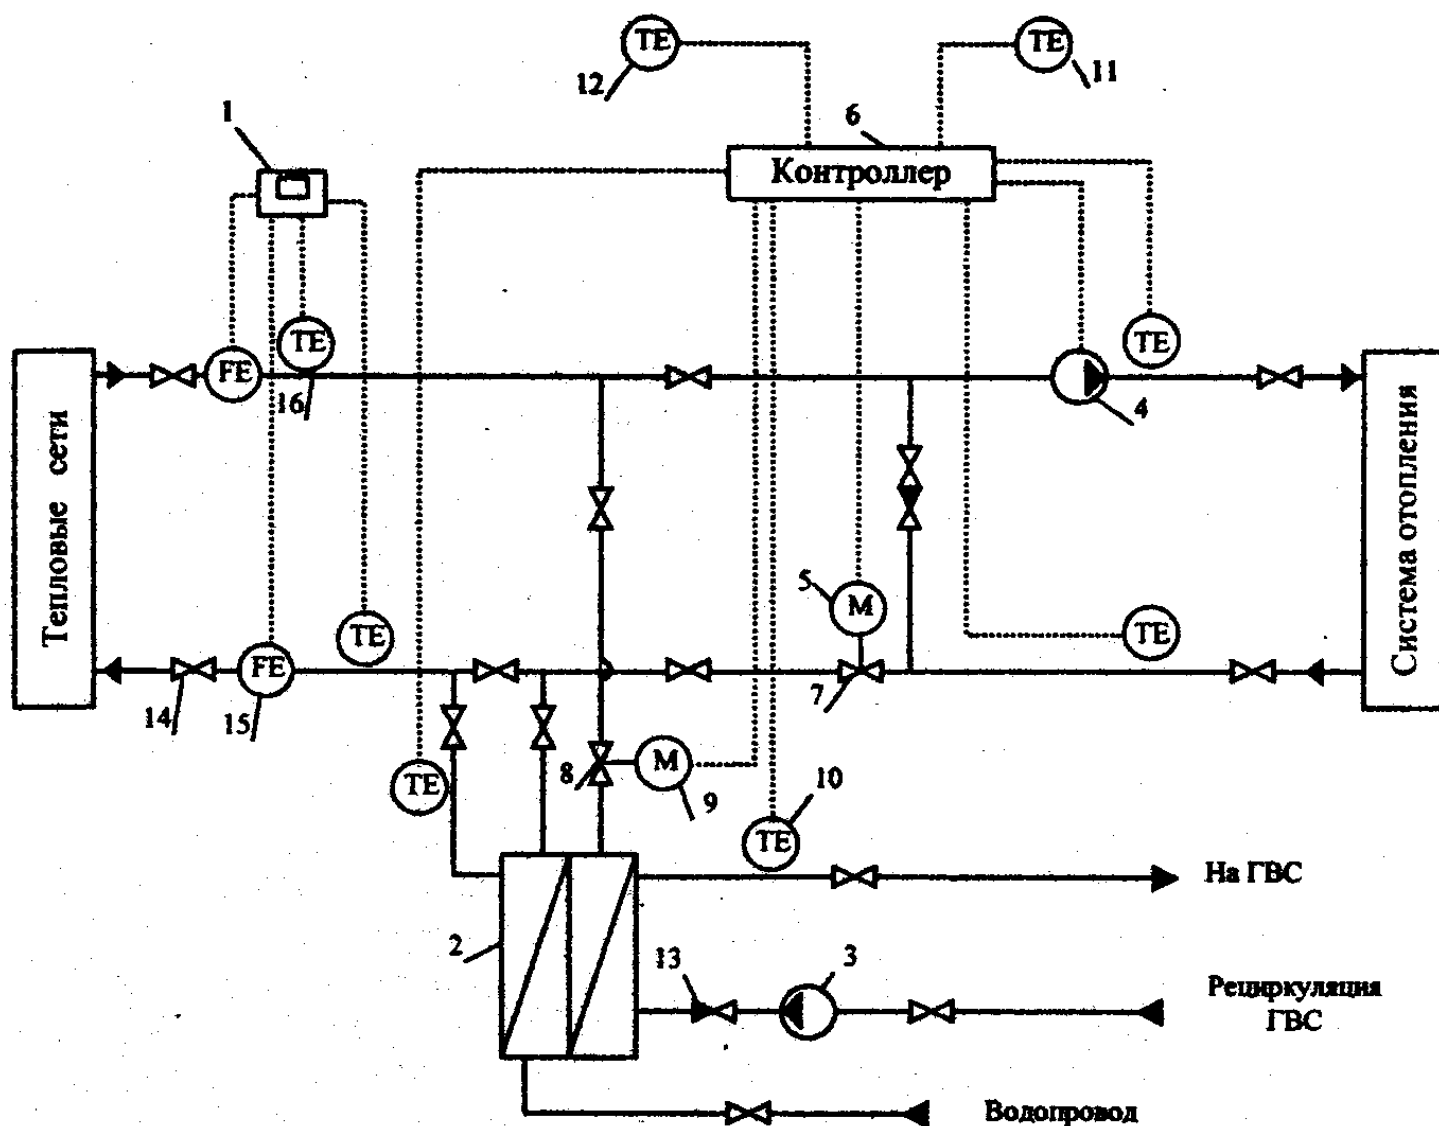 TE
TE
12
11
1
6
Контроллер
TE
TE
FE
16
4
Тепловые сети
Система отопления
5
M
TE
TE
FE
14
15
7
8
M
TE
9
10
TE
На ГВС
2
13
3
Рециркуляция
ГВС
Водопровод